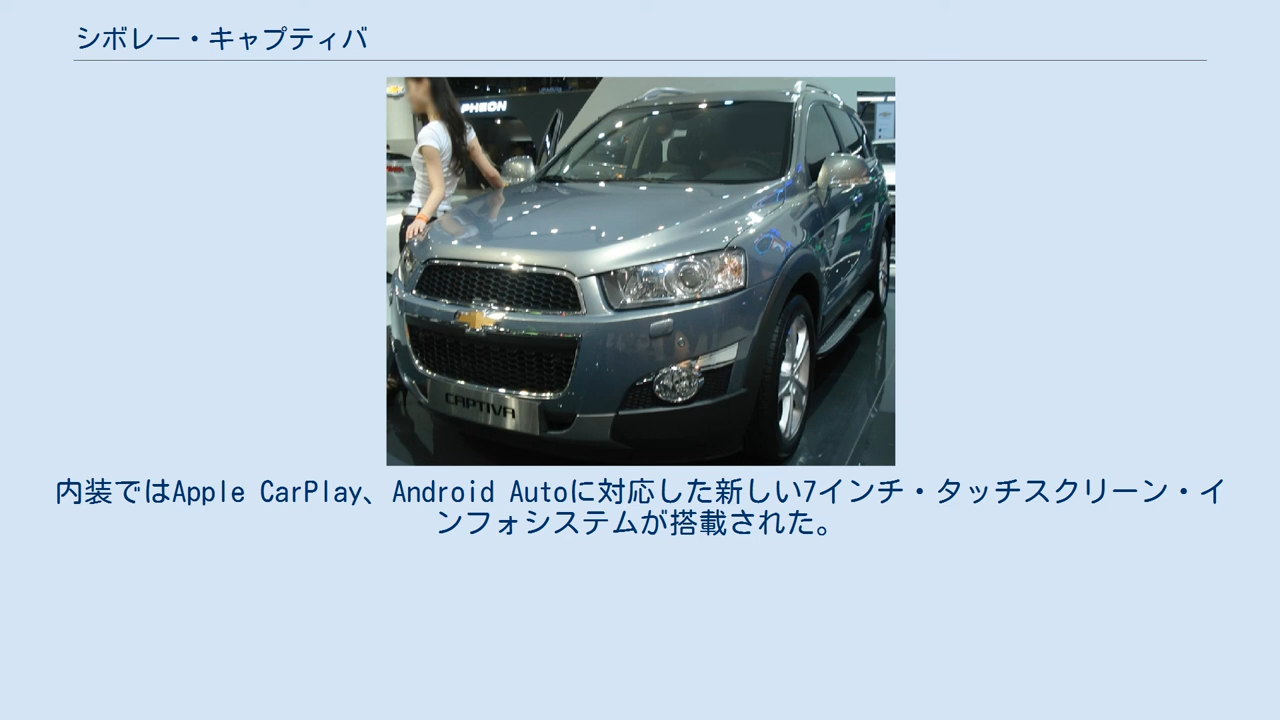 シボレー・キャプティバ
PHEON
CAPTIVA
内装ではApple CarPlay、Android Autoに対応した新しい7インチ・タッチスクリーン・イ
ンフォシステムが搭載された。